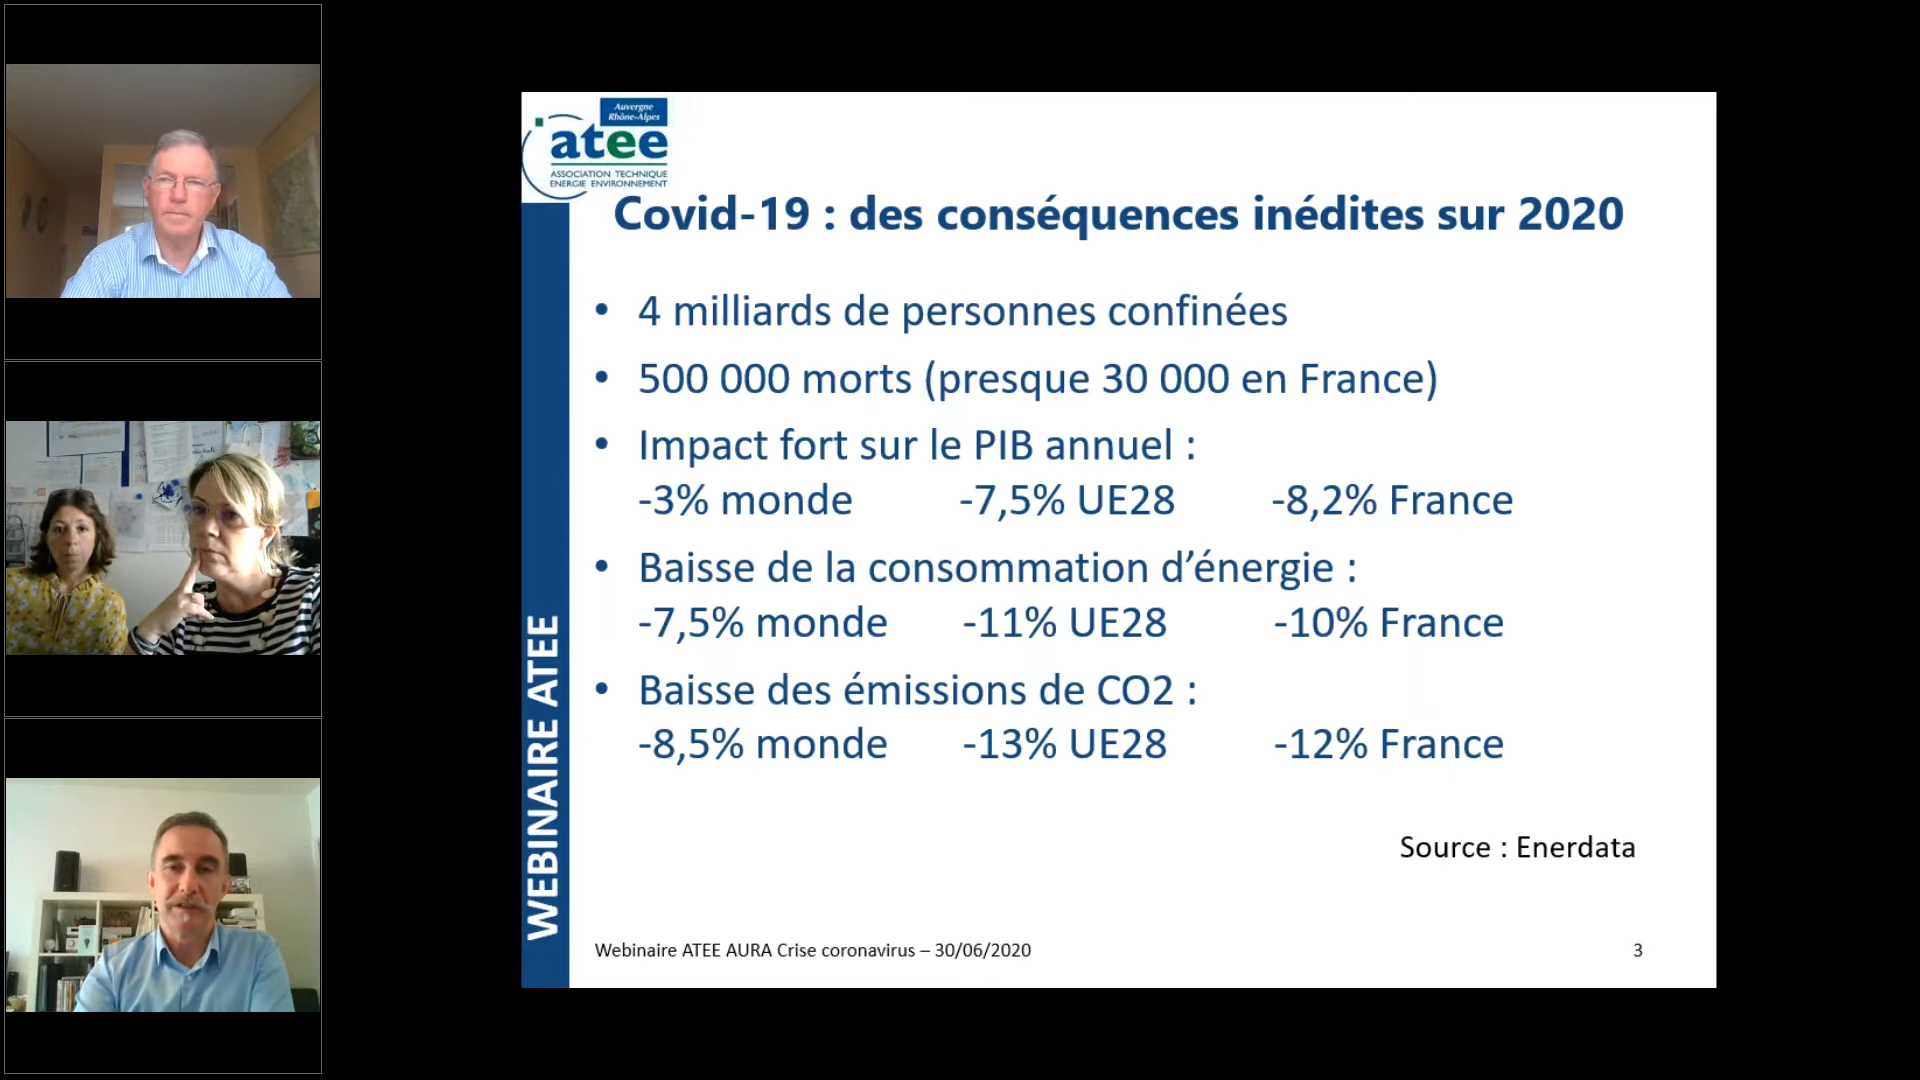 Auvergne
Rhône-Alpes
atee
ASSOCIATION TECHNIQUE
ENERGIE ENVIRONNEMENT
Covid-19 : des conséquences inédites sur 2020
• 4 milliards de personnes confinées
• 500 000 morts (presque 30 000 en France)
• Impact fort sur le PIB annuel :
-3% monde -7,5% UE28 -8,2% France
• Baisse de la consommation d’énergie :
-7,5% monde -11% UE28 -10% France
• Baisse des émissions de CO2 :
-8,5% monde -13% UE28 -12% France
Source : Enerdata
WEBINAIRE ATEE
Webinaire ATEE AURA Crise coronavirus – 30/06/2020
3